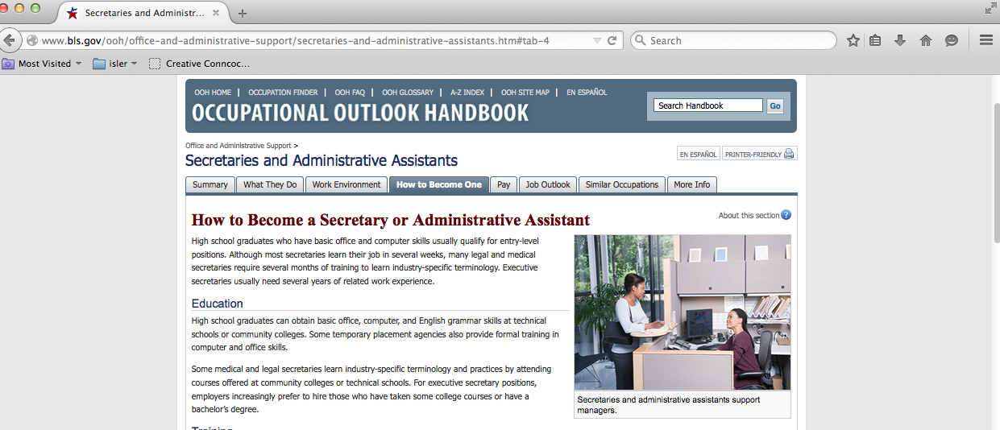 Secretaries and Administr...
www.bls.gov/ooh/office-and-administrative-support/secretaries-and-administrative-assistants.htm#tab-4
Search
Most Visited
isler
Creative Conncoc...
OOH HOME | OCCUPATION FINDER | OOH FAQ | OOH GLOSSARY | A-Z INDEX | OOH SITE MAP | EN ESPAÑOL
OCCUPATIONAL OUTLOOK HANDBOOK
Search Handbook
Go
Office and Administrative Support >
Secretaries and Administrative Assistants
EN ESPAÑOL
PRINTER-FRIENDLY
Summary
What They Do
Work Environment
How to Become One
Pay
Job Outlook
Similar Occupations
More Info
How to Become a Secretary or Administrative Assistant
About this section ?
High school graduates who have basic office and computer skills usually qualify for entry-level
positions. Although most secretaries learn their job in several weeks, many legal and medical
secretaries require several months of training to learn industry-specific terminology. Executive
secretaries usually need several years of related work experience.
Education
High school graduates can obtain basic office, computer, and English grammar skills at technical
schools or community colleges. Some temporary placement agencies also provide formal training in
computer and office skills.
Some medical and legal secretaries learn industry-specific terminology and practices by attending
courses offered at community colleges or technical schools. For executive secretary positions,
employers increasingly prefer to hire those who have taken some college courses or have a
bachelor's degree.
Secretaries and administrative assistants support
managers.
Training